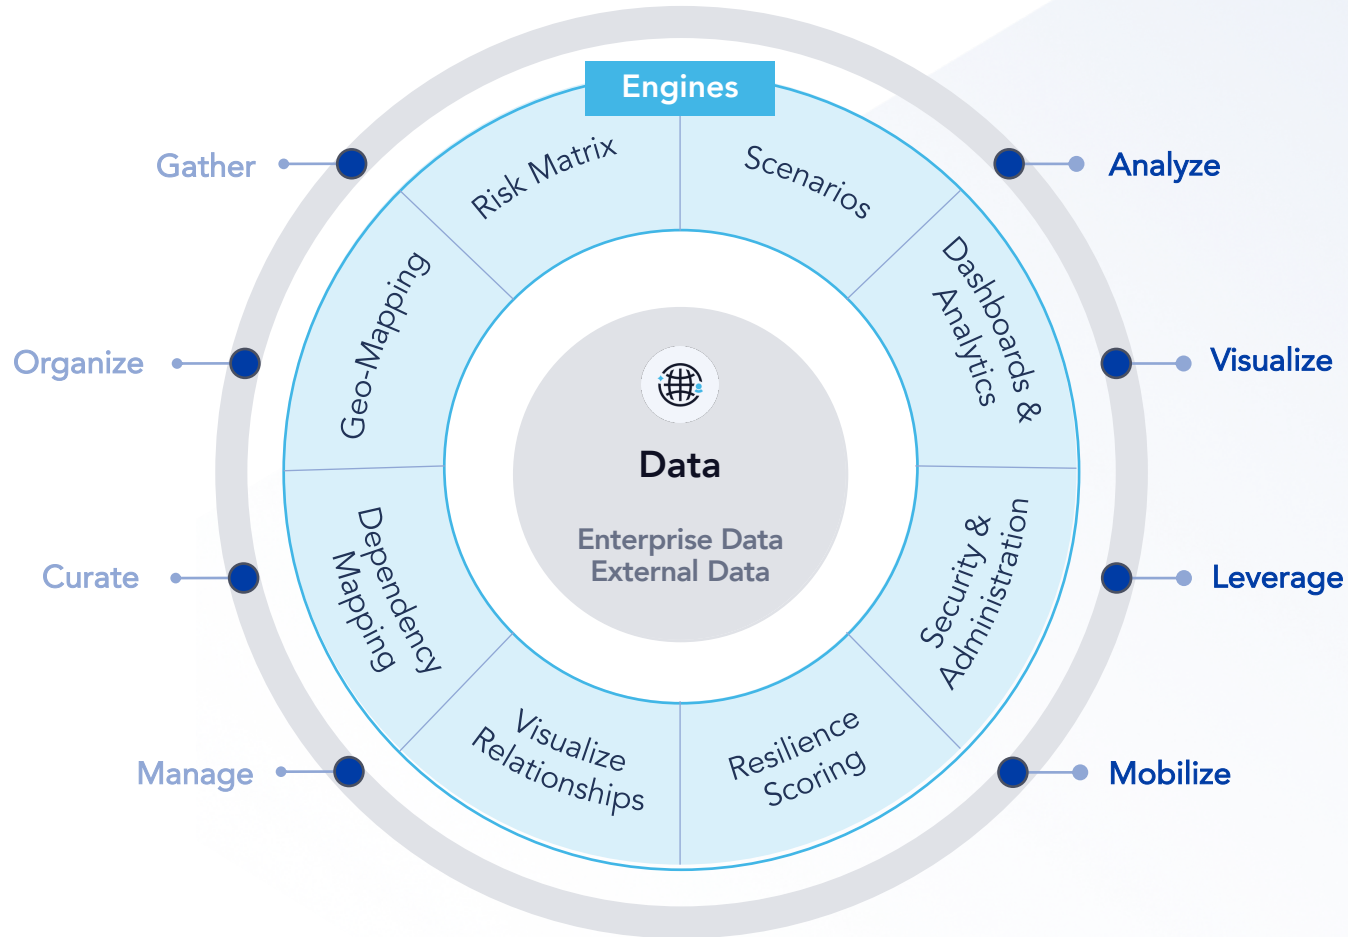 Engines
Risk Matrix
Scenarios
Dashboards &
Analytics
Security &
Administration
Resilience
Scoring
Visualize
Relationships
Dependency
Mapping
Geo-Mapping
Data
Enterprise Data
External Data
Gather
Organize
Curate
Manage
Analyze
Visualize
Leverage
Mobilize